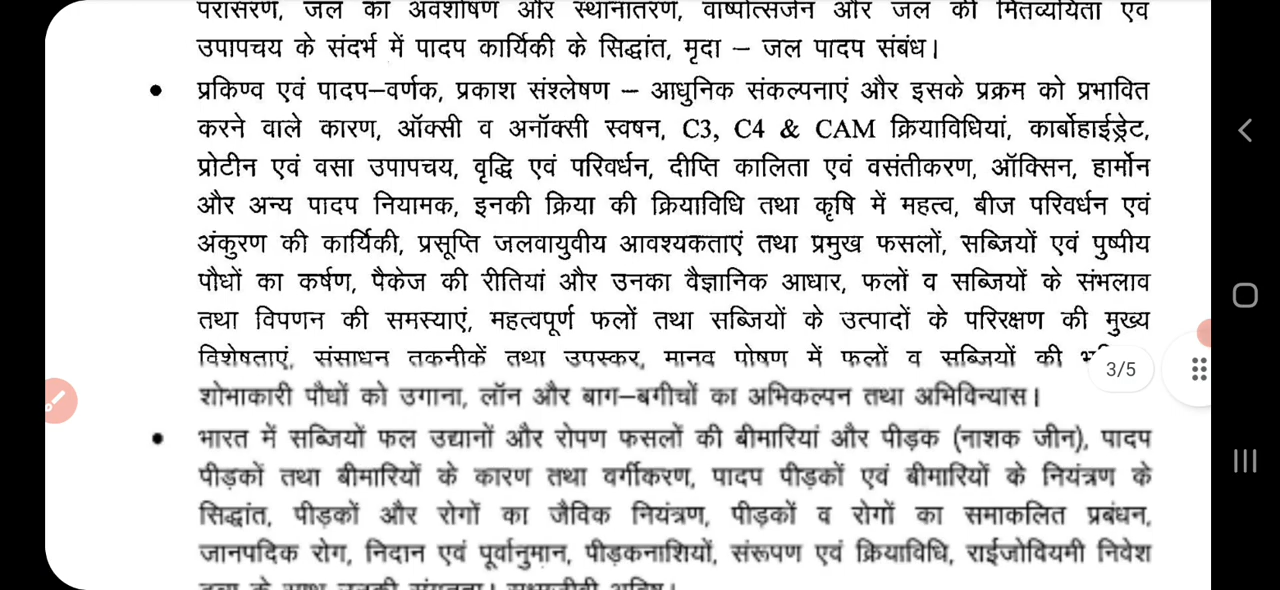 परासरण, जल का अवशोषण और स्थानांतरण, वाष्पोत्सर्जन और जल की मितव्ययिता एवं
उपापचय के संदर्भ में पादप कार्यिकी के सिद्धांत, मृदा – जल पादप संबंध।
• प्रकिण्व एवं पादप–वर्णक, प्रकाश संश्लेषण – आधुनिक संकल्पनाएं और इसके प्रक्रम को प्रभावित
करने वाले कारण, ऑक्सी व अनॉक्सी स्वषन, C3, C4 & CAM क्रियाविधियां, कार्बोहाईड्रेट,
प्रोटीन एवं वसा उपापचय, वृद्धि एवं परिवर्धन, दीप्ति कालिता एवं वसंतीकरण, ऑक्सिन, हार्मोन
और अन्य पादप नियामक, इनकी क्रिया की क्रियाविधि तथा कृषि में महत्व, बीज परिवर्धन एवं
अंकुरण की कार्यिकी, प्रसूप्ति जलवायुवीय आवश्यकताएं तथा प्रमुख फसलों, सब्जियों एवं पुष्पीय
पौधों का कर्षण, पैकेज की रीतियां और उनका वैज्ञानिक आधार, फलों व सब्जियों के संभलाव
तथा विपणन की समस्याएं, महत्वपूर्ण फलों तथा सब्जियों के उत्पादों के परिरक्षण की मुख्य
विशेषताएं, संसाधन तकनीकें तथा उपस्कर, मानव पोषण में फलों व सब्जियों की
3/5
शोभाकारी पौधों को उगाना, लॉन और बाग–बगीचों का अभिकल्पन तथा अभिविन्यास।
• भारत में सब्जियों फल उद्यानों और रोपण फसलों की बीमारियां और पीड़क (नाशक जीन), पादप
पीड़कों तथा बीमारियों के कारण तथा वर्गीकरण, पादप पीड़कों एवं बीमारियों के नियंत्रण के
सिद्धांत, पीड़कों और रोगों का जैविक नियंत्रण, पीड़कों व रोगों का समाकलित प्रबंधन,
जानपदिक रोग, निदान एवं पूर्वानुमान, पीड़कनाशियों, संरूपण एवं क्रियाविधि, राईजोवियमी निवेश